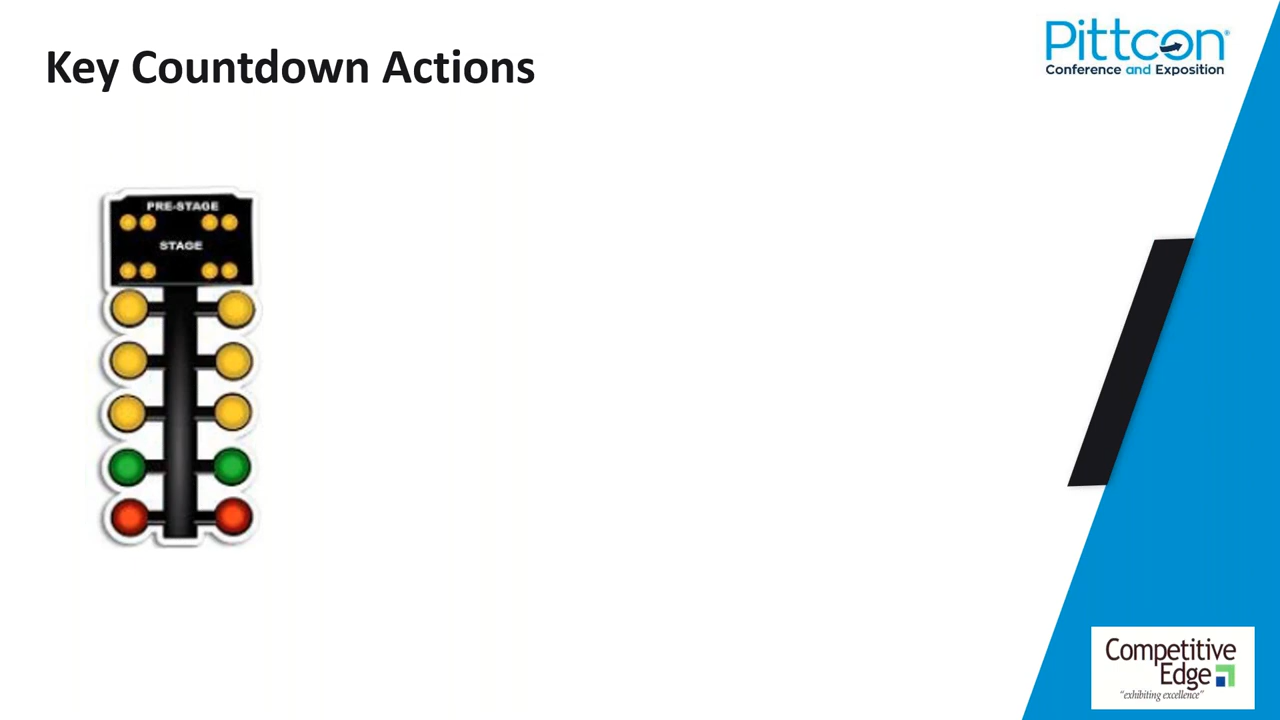 Key Countdown Actions
Pittcon®
Conference and Exposition
PRE-STAGE
STAGE
Competitive
Edge
"exhibiting excellence"